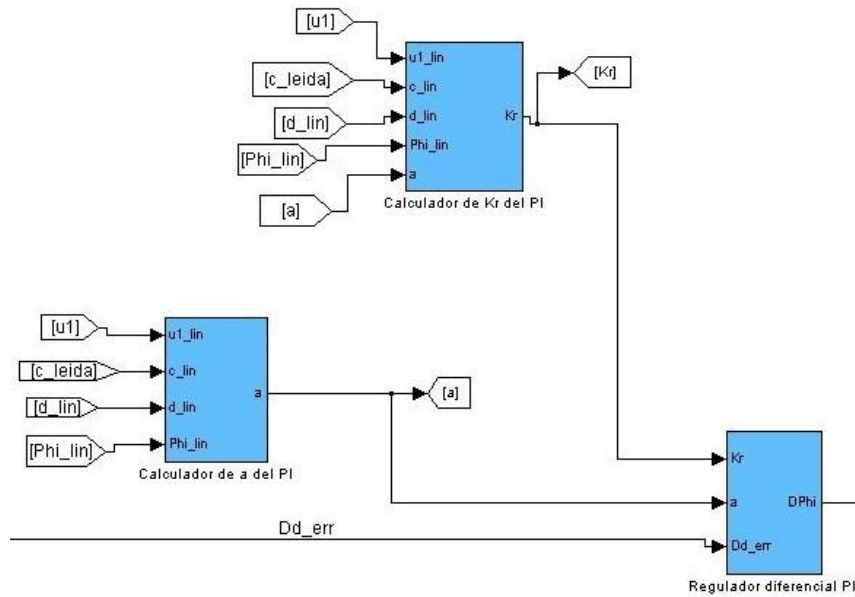 [u1]
u1_lin
[c_leida]
c_lin
[Kr]
[d_lin]
d_lin
Kr
[Phi_lin]
Phi_lin
[a]
a
Calculador de Kr del PI
[u1]
u1_lin
[c_leida]
c_lin
a
[a]
[d_lin]
d_lin
[Phi_lin]
Phi_lin
Calculador de a del PI
Kr
a
DPhi
Dd_err
Dd_err
Regulador diferencial PI